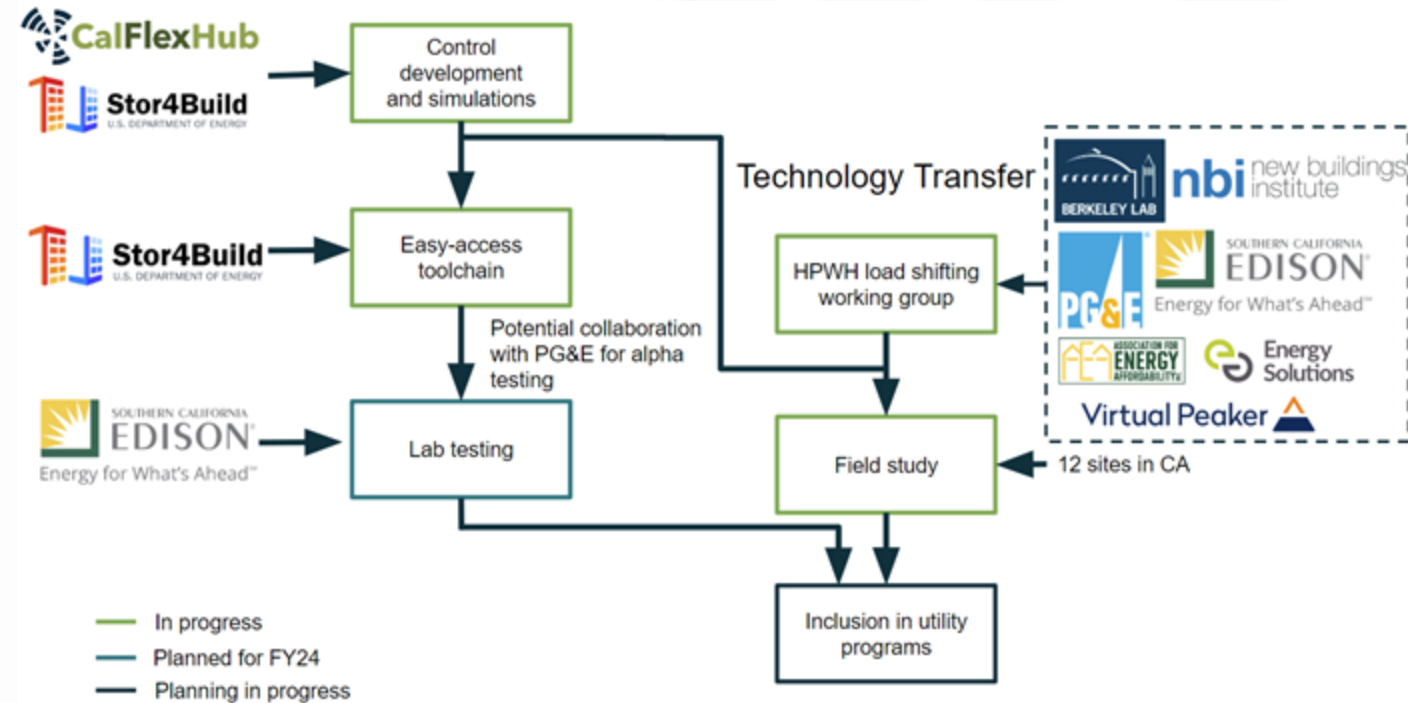 CalFlexHub
Stor4Build
U.S. DEPARTMENT OF ENERGY
Control
development
and simulations
Technology Transfer
BERKELEY LAB
nbi new buildings
institute
Stor4Build
U.S. DEPARTMENT OF ENERGY
Easy-access
toolchain
HPWH load shifting
working group
PG&E
SOUTHERN CALIFORNIA
EDISON®
Energy for What's Ahead℠
Potential collaboration
with PG&E for alpha
testing
AEA ASSOCIATION FOR
ENERGY
AFFORDABILITY
Energy
Solutions
Virtual Peaker
SOUTHERN CALIFORNIA
EDISON®
Energy for What's Ahead℠
Lab testing
Field study
12 sites in CA
Inclusion in utility
programs
In progress
Planned for FY24
Planning in progress